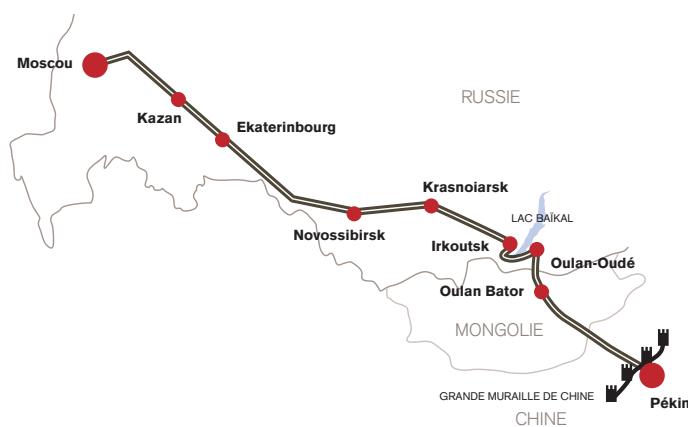 Moscou
RUSSIE
Kazan
Ekaterinbourg
Krasnoiarsk
LAC BAÏKAL
Novossibirsk
Irkoutsk
Oulan-Oudé
Oulan Bator
MONGOLIE
GRANDE MURAILLE DE CHINE
Pékin
CHINE